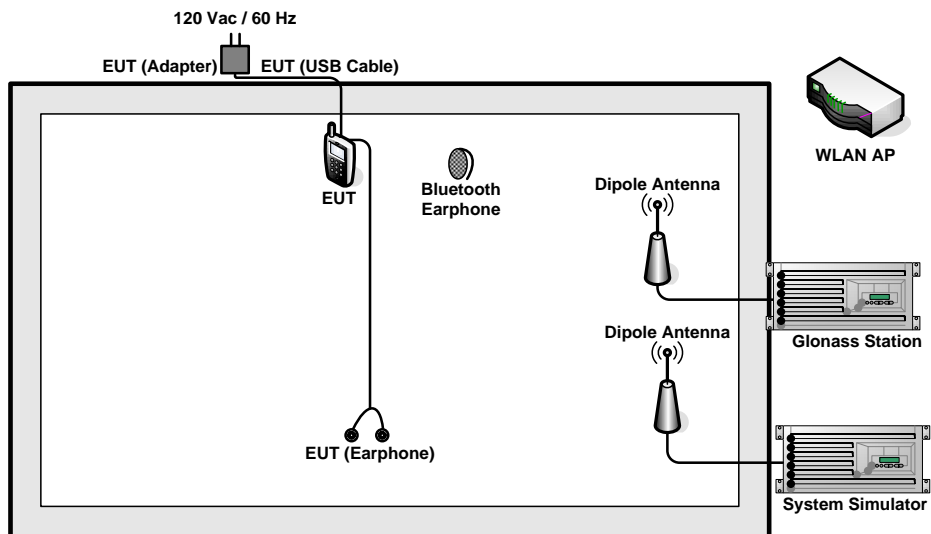 120 Vac / 60 Hz
EUT (Adapter)
EUT (USB Cable)
WLAN AP
EUT
Bluetooth
Earphone
Dipole Antenna
Glonass Station
Dipole Antenna
EUT (Earphone)
System Simulator